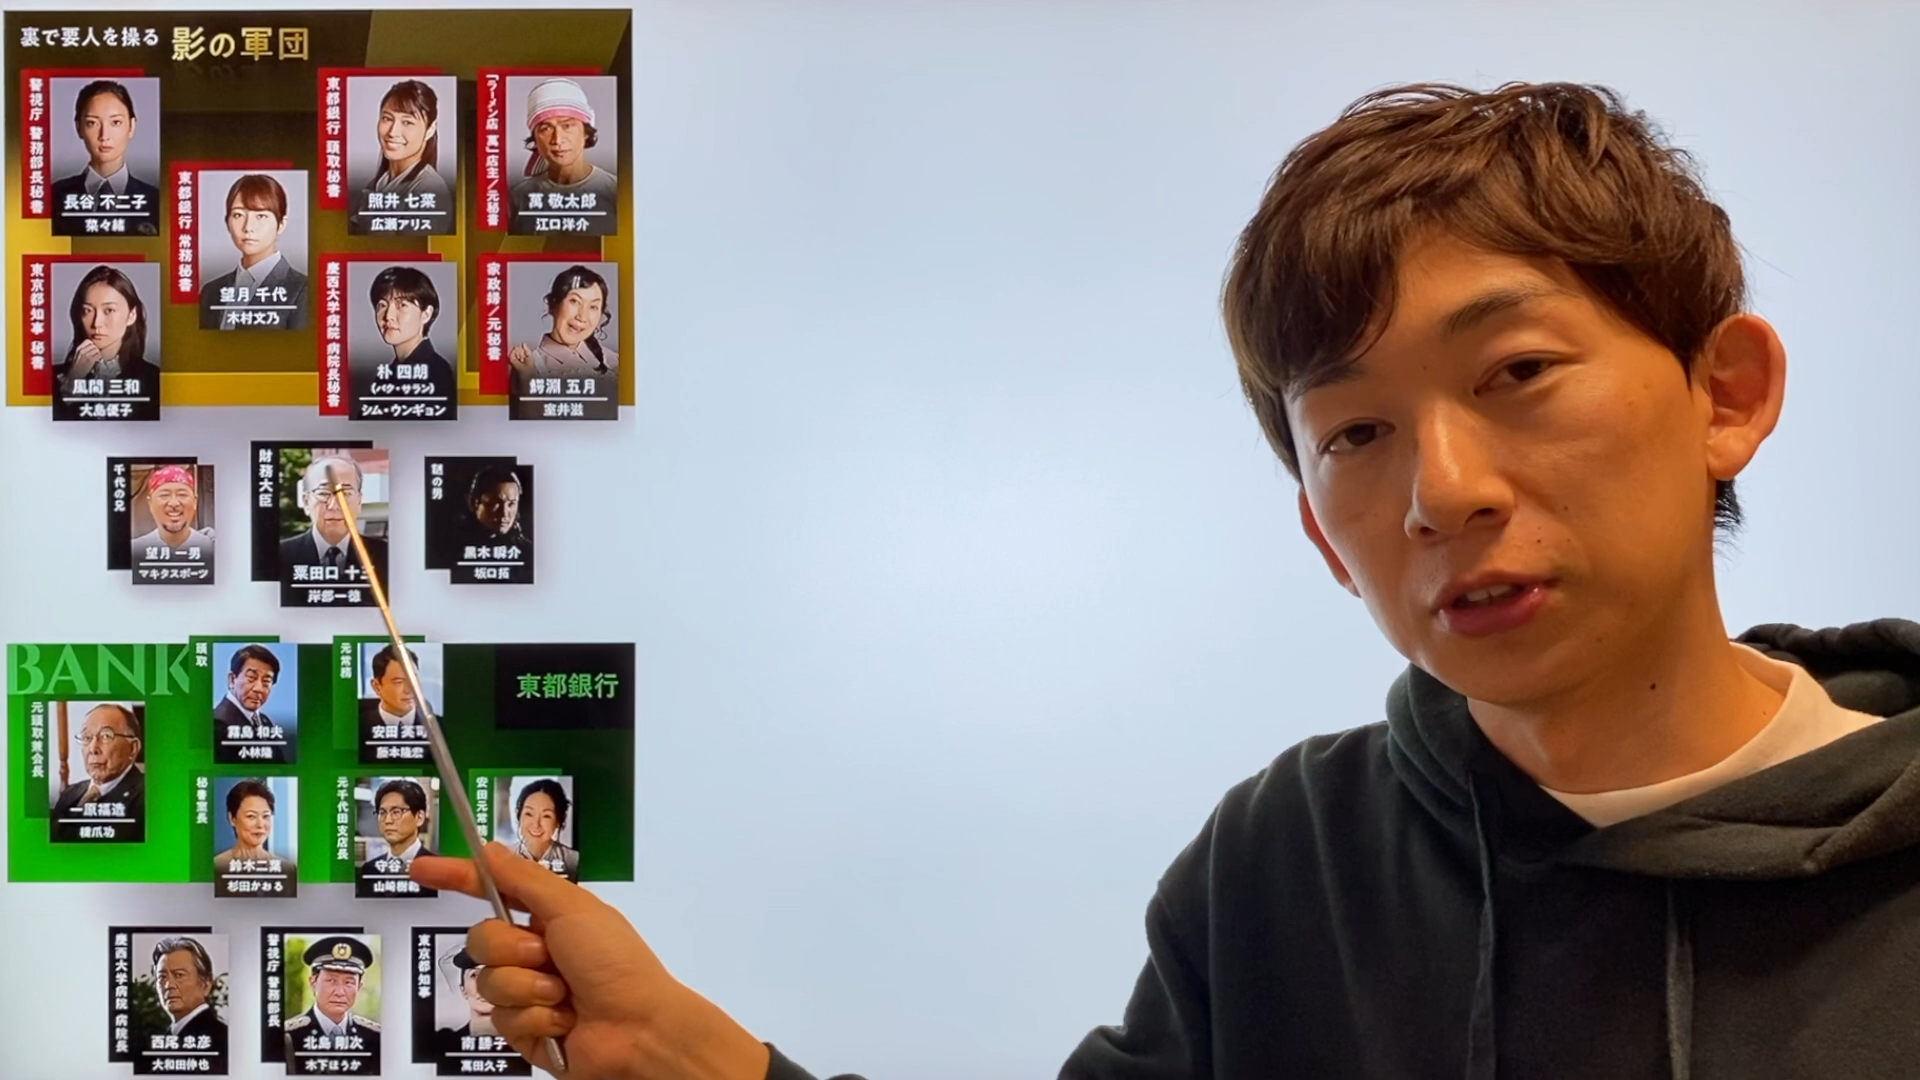 裏で要人を操る 影の軍団
警視庁 警務部長秘書
長谷 不二子
菜々緒
東都銀行 常務秘書
望月 千代
木村文乃
東都銀行 頭取秘書
照井 七菜
広瀬アリス
「ラーメン店 萬」店主/元秘書
萬 敬太郎
江口洋介
東京都知事 秘書
風間 三和
大島優子
慶西大学病院 病院長秘書
朴 四朗
(パク・サラン)
シム・ウンギョン
家政婦/元秘書
鰐淵 五月
室井滋
千代の兄
望月 一男
マキタスポーツ
財務大臣
粟田口 十三
岸部一徳
謎の男
黒木 瞬介
坂口拓
BANK
東都銀行
元頭取兼会長
一原福造
橋爪功
頭取
霧島 和夫
小林隆
元常務
安田 英司
藤本隆宏
秘書室長
鈴木二葉
杉田かおる
元千代田支店長
守谷
山崎樹範
安田元常務
世
慶西大学病院 病院長
西尾 忠彦
大和田伸也
警視庁 警務部長
北島 剛次
木下ほうか
東京都知事
南 勝子
萬田久子